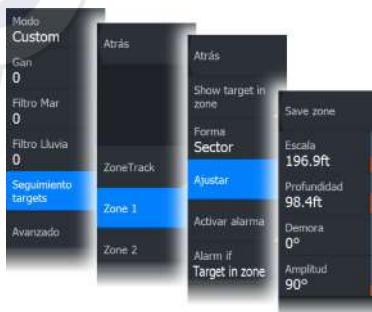 Modo
Custom
Gan
0
Filtro Mar
0
Filtro Lluvia
0
Seguimiento
targets
Avanzado
Atrás
ZoneTrack
Zone 1
Zone 2
Atrás
Show target in
zone
Forma
Sector
Ajustar
Activar alarma
Alarm if
Target in zone
Save zone
Escala
196.9ft
Profundidad
98.4ft
Demora
0°
Amplitud
90°